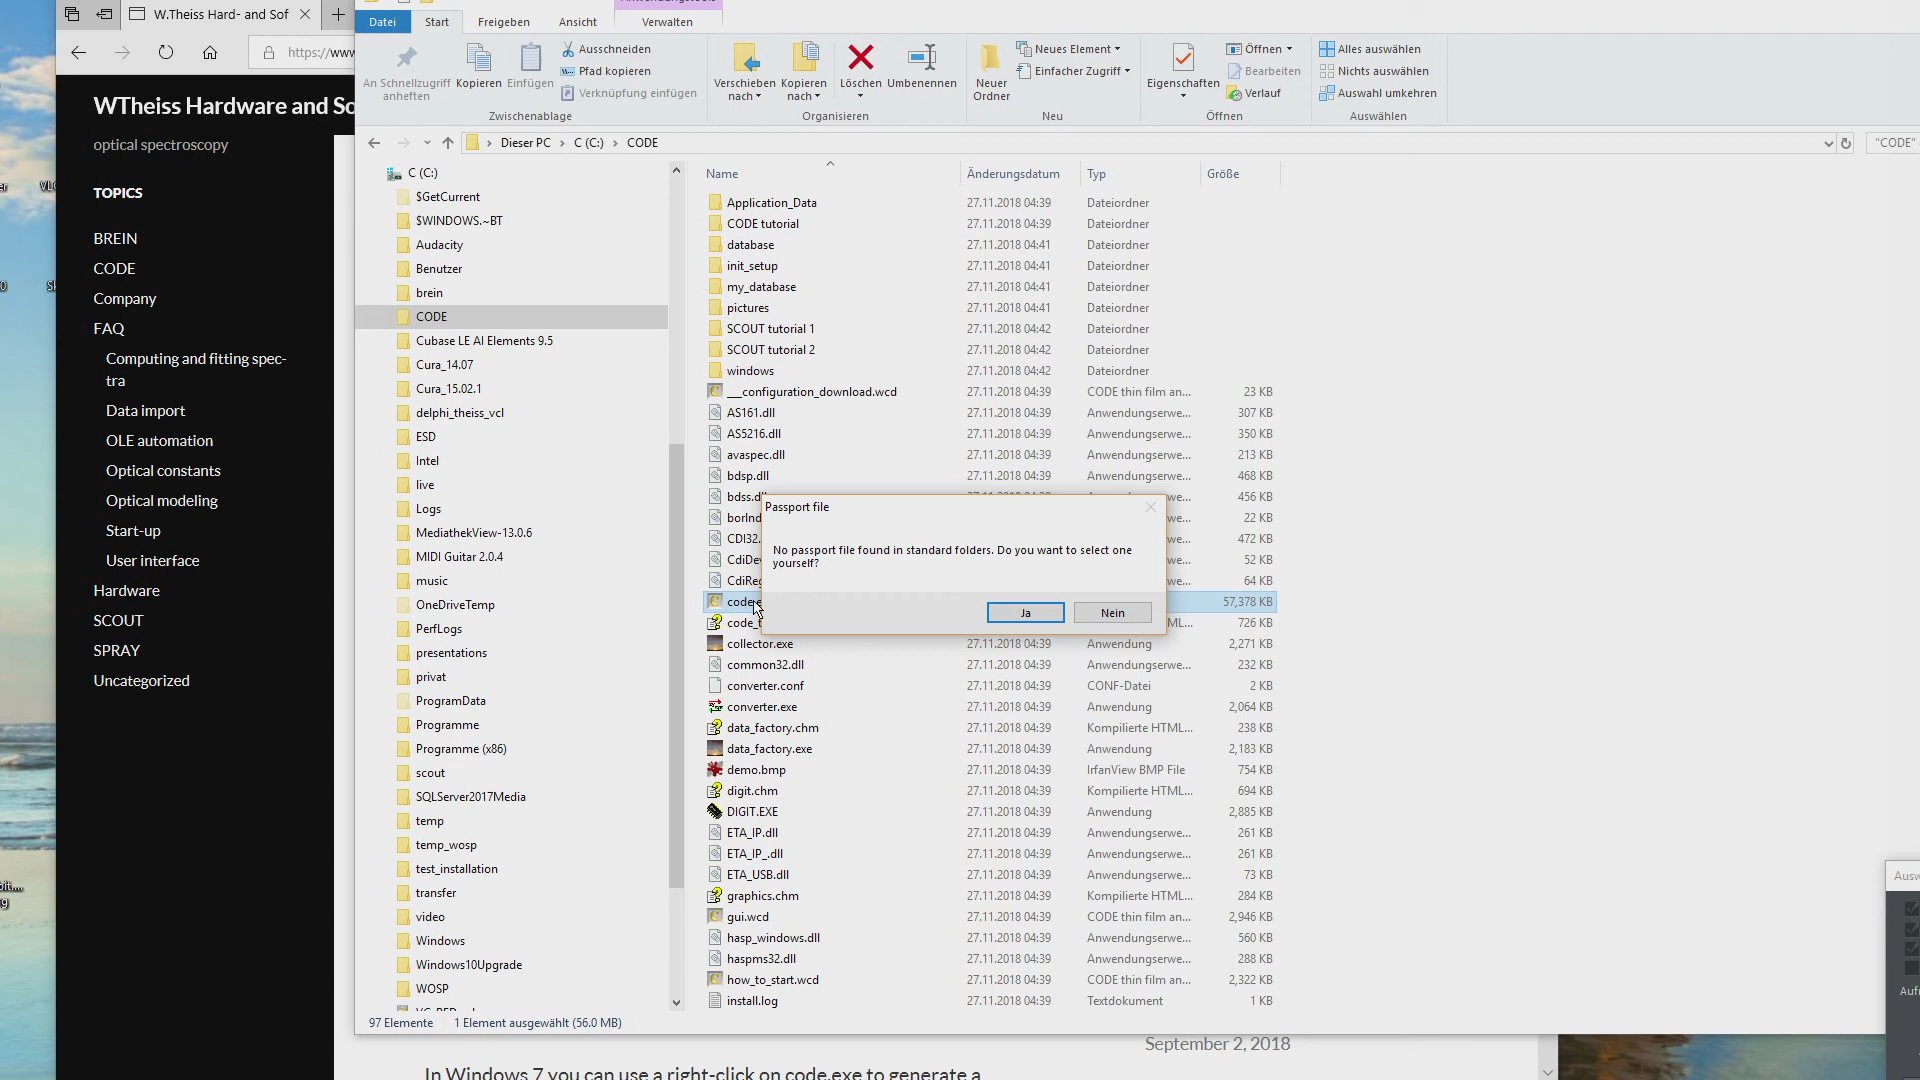 W.Theiss Hard- and Sof
https://www
WTheiss Hardware and So
optical spectroscopy
TOPICS
BREIN
CODE
Company
FAQ
Computing and fitting spec-
tra
Data import
OLE automation
Optical constants
Optical modeling
Start-up
User interface
Hardware
SCOUT
SPRAY
Uncategorized
Datei Start Freigeben Ansicht Verwalten
An Schnellzugriff
anheften
Kopieren
Einfügen
Ausschneiden
Pfad kopieren
Verknüpfung einfügen
Zwischenablage
Verschieben
nach
Kopieren
nach
Löschen
Umbenennen
Organisieren
Neuer
Ordner
Neues Element
Einfacher Zugriff
Neu
Eigenschaften
Öffnen
Bearbeiten
Verlauf
Öffnen
Alles auswählen
Nichts auswählen
Auswahl umkehren
Auswählen
Dieser PC C (C:) CODE
"CODE"
C (C:)
$GetCurrent
$WINDOWS.~BT
Audacity
Benutzer
brein
CODE
Cubase LE AI Elements 9.5
Cura_14.07
Cura_15.02.1
delphi_theiss_vcl
ESD
Intel
live
Logs
MediathekView-13.0.6
MIDI Guitar 2.0.4
music
OneDriveTemp
PerfLogs
presentations
privat
ProgramData
Programme
Programme (x86)
scout
SQLServer2017Media
temp
temp_wosp
test_installation
transfer
video
Windows
Windows10Upgrade
WOSP
Name Änderungsdatum Typ Größe
Application_Data 27.11.2018 04:39 Dateiordner
CODE tutorial 27.11.2018 04:39 Dateiordner
database 27.11.2018 04:41 Dateiordner
init_setup 27.11.2018 04:41 Dateiordner
my_database 27.11.2018 04:41 Dateiordner
pictures 27.11.2018 04:41 Dateiordner
SCOUT tutorial 1 27.11.2018 04:42 Dateiordner
SCOUT tutorial 2 27.11.2018 04:42 Dateiordner
windows 27.11.2018 04:42 Dateiordner
__configuration_download.wcd 27.11.2018 04:39 CODE thin film an... 23 KB
AS161.dll 27.11.2018 04:39 Anwendungserwe... 307 KB
AS5216.dll 27.11.2018 04:39 Anwendungserwe... 350 KB
avaspec.dll 27.11.2018 04:39 Anwendungserwe... 213 KB
bdsp.dll 27.11.2018 04:39 Anwendungserwe... 468 KB
bdss.dll we... 456 KB
borlnd we... 22 KB
CDI32. we... 472 KB
CdiDev we... 52 KB
CdiReg we... 64 KB
code.e 57,378 KB
code_t ML... 726 KB
collector.exe 27.11.2018 04:39 Anwendung 2,271 KB
common32.dll 27.11.2018 04:39 Anwendungserwe... 232 KB
converter.conf 27.11.2018 04:39 CONF-Datei 2 KB
converter.exe 27.11.2018 04:39 Anwendung 2,064 KB
data_factory.chm 27.11.2018 04:39 Kompilierte HTML... 238 KB
data_factory.exe 27.11.2018 04:39 Anwendung 2,183 KB
demo.bmp 27.11.2018 04:39 IrfanView BMP File 754 KB
digit.chm 27.11.2018 04:39 Kompilierte HTML... 694 KB
DIGIT.EXE 27.11.2018 04:39 Anwendung 2,885 KB
ETA_IP.dll 27.11.2018 04:39 Anwendungserwe... 261 KB
ETA_IP_.dll 27.11.2018 04:39 Anwendungserwe... 261 KB
ETA_USB.dll 27.11.2018 04:39 Anwendungserwe... 73 KB
graphics.chm 27.11.2018 04:39 Kompilierte HTML... 284 KB
gui.wcd 27.11.2018 04:39 CODE thin film an... 2,946 KB
hasp_windows.dll 27.11.2018 04:39 Anwendungserwe... 560 KB
haspms32.dll 27.11.2018 04:39 Anwendungserwe... 288 KB
how_to_start.wcd 27.11.2018 04:39 CODE thin film an... 2,322 KB
install.log 27.11.2018 04:39 Textdokument 1 KB
Passport file
No passport file found in standard folders. Do you want to select one
yourself?
Ja Nein
97 Elemente 1 Element ausgewählt (56.0 MB)
September 2, 2018
In Windows 7 you can use a right-click on code.exe to generate a
Ausw
Aufr